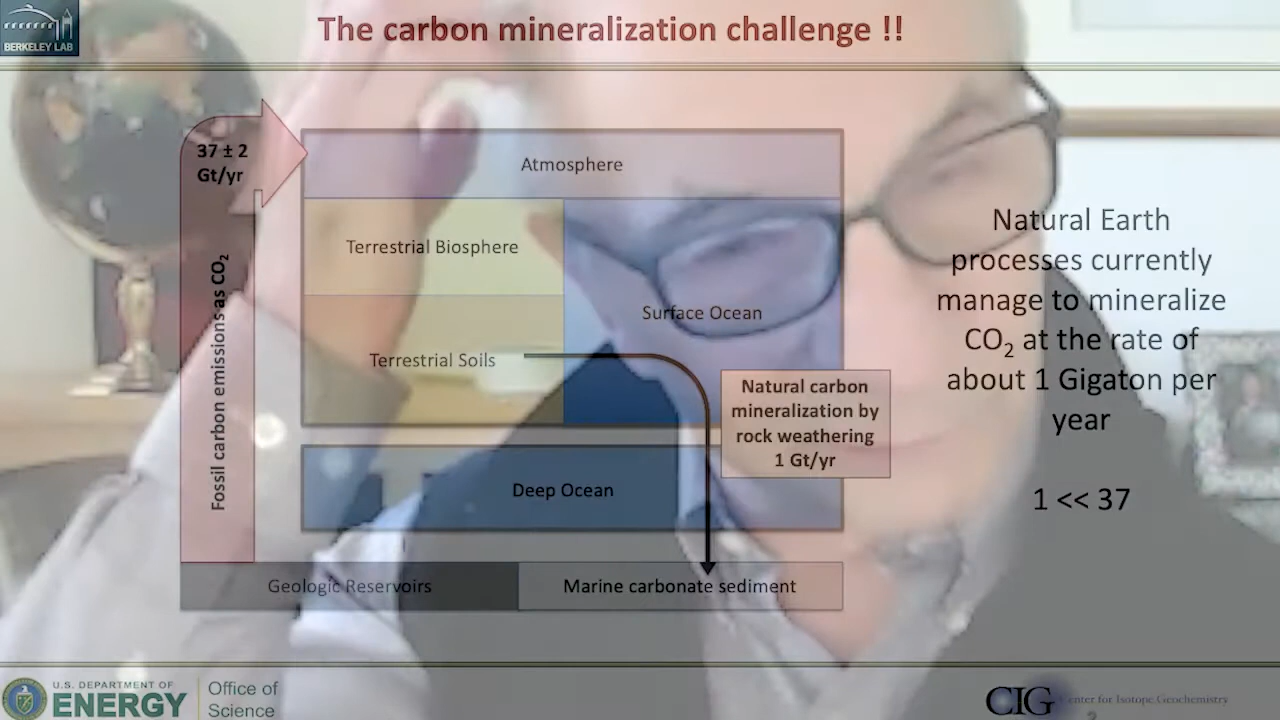 BERKELEY LAB
The carbon mineralization challenge !!
37 ± 2
Gt/yr
Fossil carbon emissions as CO₂
Atmosphere
Terrestrial Biosphere
Surface Ocean
Terrestrial Soils
Natural carbon
mineralization by
rock weathering
1 Gt/yr
Deep Ocean
Geologic Reservoirs
Marine carbonate sediment
Natural Earth
processes currently
manage to mineralize
CO₂ at the rate of
about 1 Gigaton per
year
1 << 37
U.S. DEPARTMENT OF
ENERGY
Office of
Science
CIG
Center for Isotope Geochemistry
2